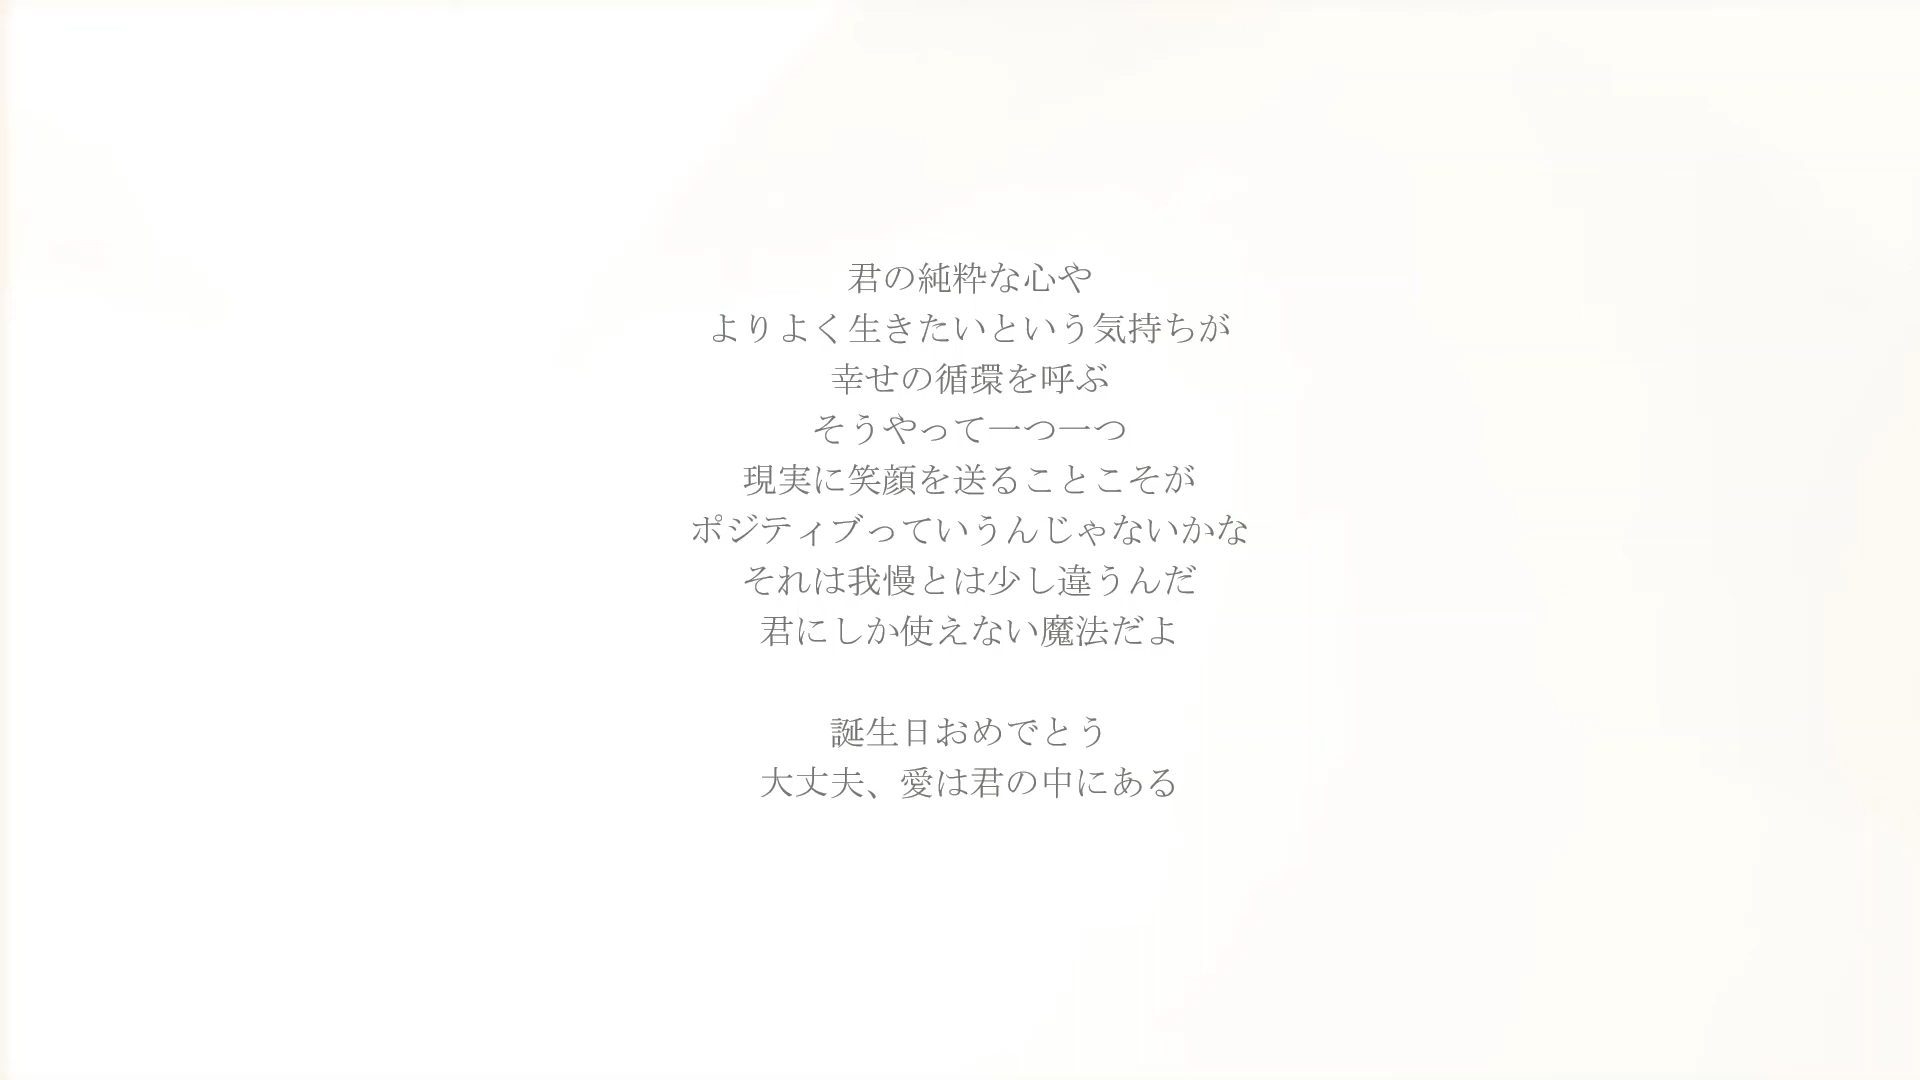 君の純粋な心や
よりよく生きたいという気持ちが
幸せの循環を呼ぶ
そうやって一つ一つ
現実に笑顔を送ることこそが
ポジティブっていうんじゃないかな
それは我慢とは少し違うんだ
君にしか使えない魔法だよ
誕生日おめでとう
大丈夫、愛は君の中にある